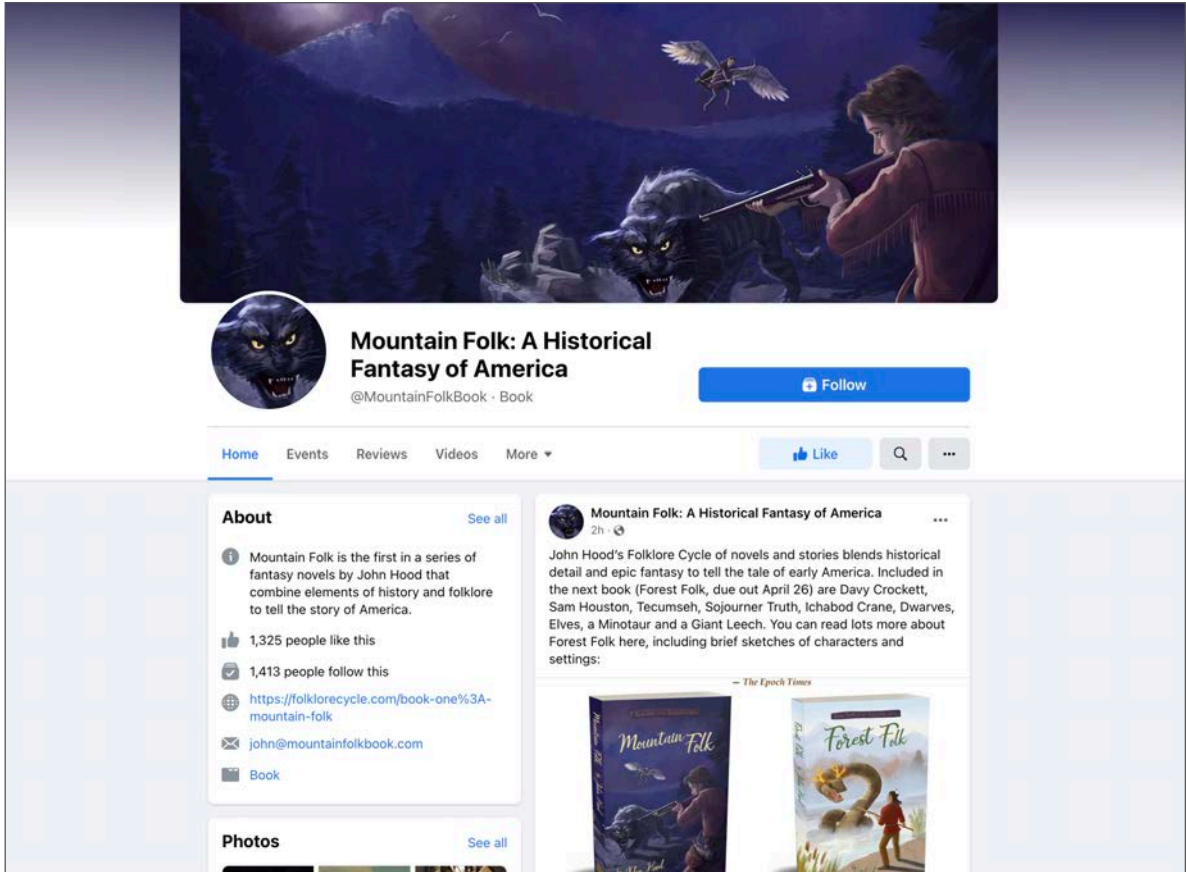 Mountain Folk: A Historical
Fantasy of America
@MountainFolkBook · Book
Follow
Home
Events
Reviews
Videos
More
Like
About
See all
Mountain Folk is the first in a series of
fantasy novels by John Hood that
combine elements of history and folklore
to tell the story of America.
1,325 people like this
1,413 people follow this
https://folklorecycle.com/book-one%3A-
mountain-folk
john@mountainfolkbook.com
Book
Photos
See all
Mountain Folk: A Historical Fantasy of America
2h ·
John Hood's Folklore Cycle of novels and stories blends historical
detail and epic fantasy to tell the tale of early America. Included in
the next book (Forest Folk, due out April 26) are Davy Crockett,
Sam Houston, Tecumseh, Sojourner Truth, Ichabod Crane, Dwarves,
Elves, a Minotaur and a Giant Leech. You can read lots more about
Forest Folk here, including brief sketches of characters and
settings:
— The Epoch Times
Mountain Folk
Forest Folk